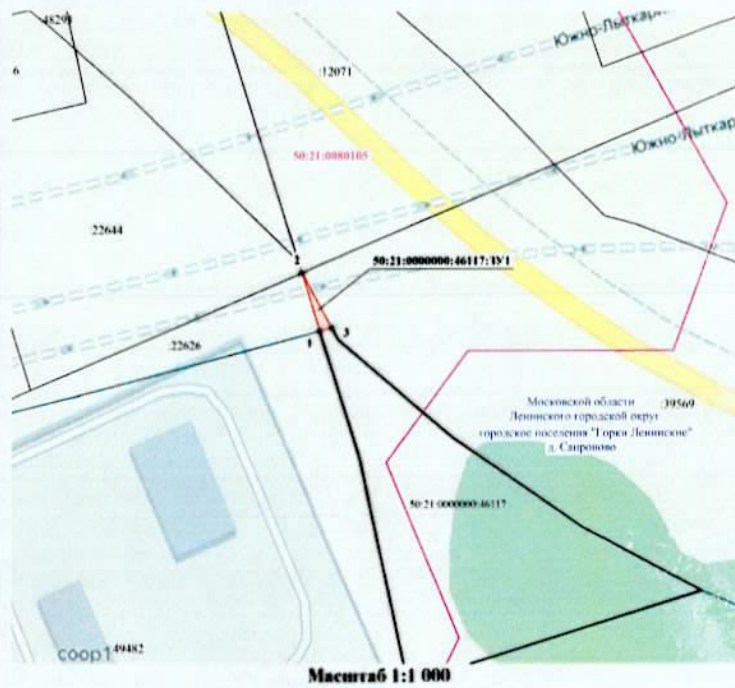 :48291
6
Южно-Лыткари
:12071
Южно-Лыткар
50:21:0080105
:22644
2
50:21:0000000:46117:ЗУ1
1
3
:22626
Московской области
:39569
Ленинского городской округ
городское поселения "Горки Ленинские"
д. Сапроново
50:21:0000000:46117
соор1
:49482
Масштаб 1:1 000